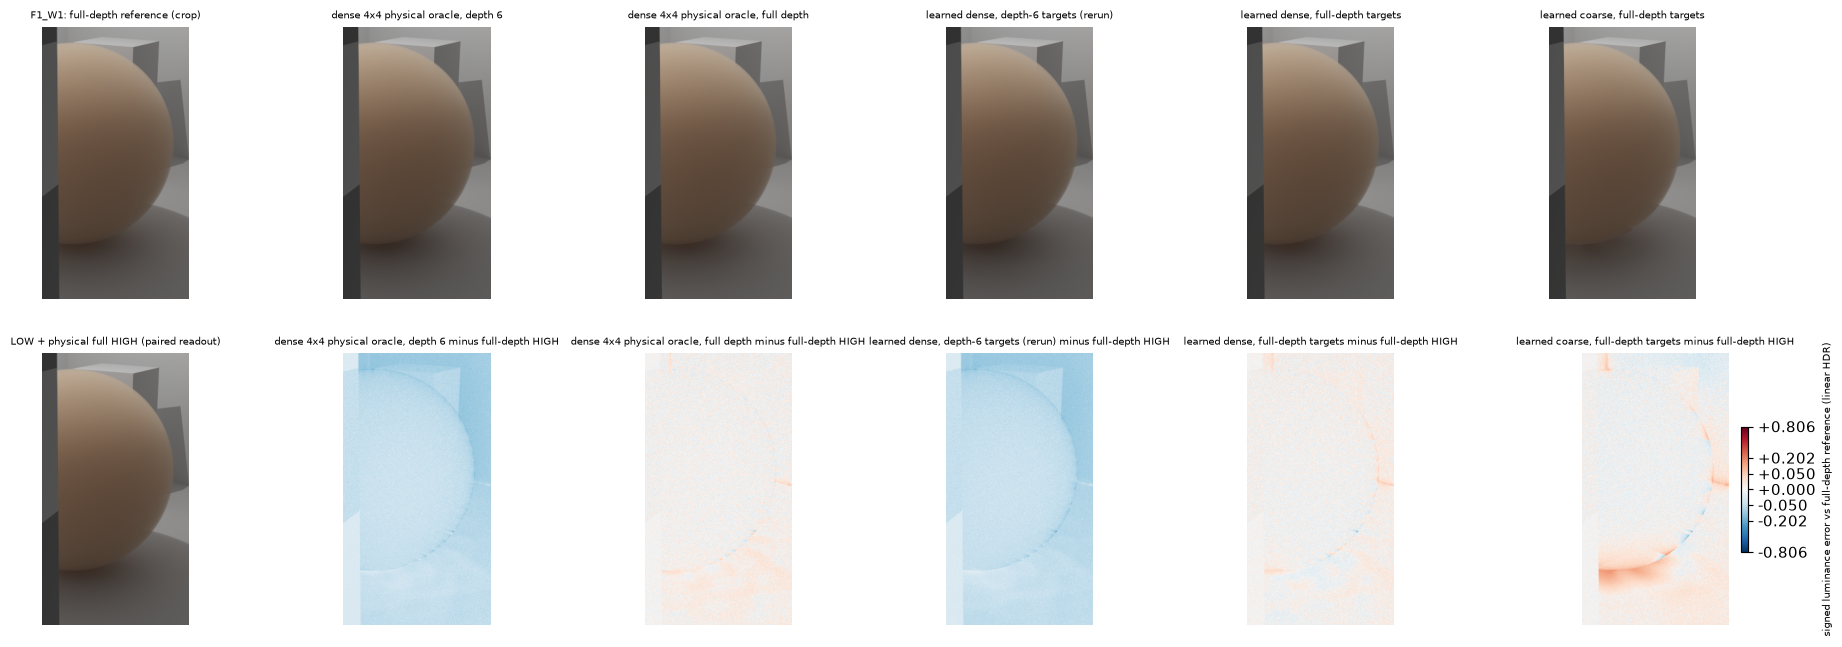 F1_W1: full-depth reference (crop)
dense 4x4 physical oracle, depth 6
dense 4x4 physical oracle, full depth
learned dense, depth-6 targets (rerun)
learned dense, full-depth targets
learned coarse, full-depth targets
LOW + physical full HIGH (paired readout)
dense 4x4 physical oracle, depth 6 minus full-depth HIGH
dense 4x4 physical oracle, full depth minus full-depth HIGH
learned dense, depth-6 targets (rerun) minus full-depth HIGH
learned dense, full-depth targets minus full-depth HIGH
learned coarse, full-depth targets minus full-depth HIGH
+0.806
+0.202
+0.050
+0.000
-0.050
-0.202
-0.806
signed luminance error vs full-depth reference (linear HDR)